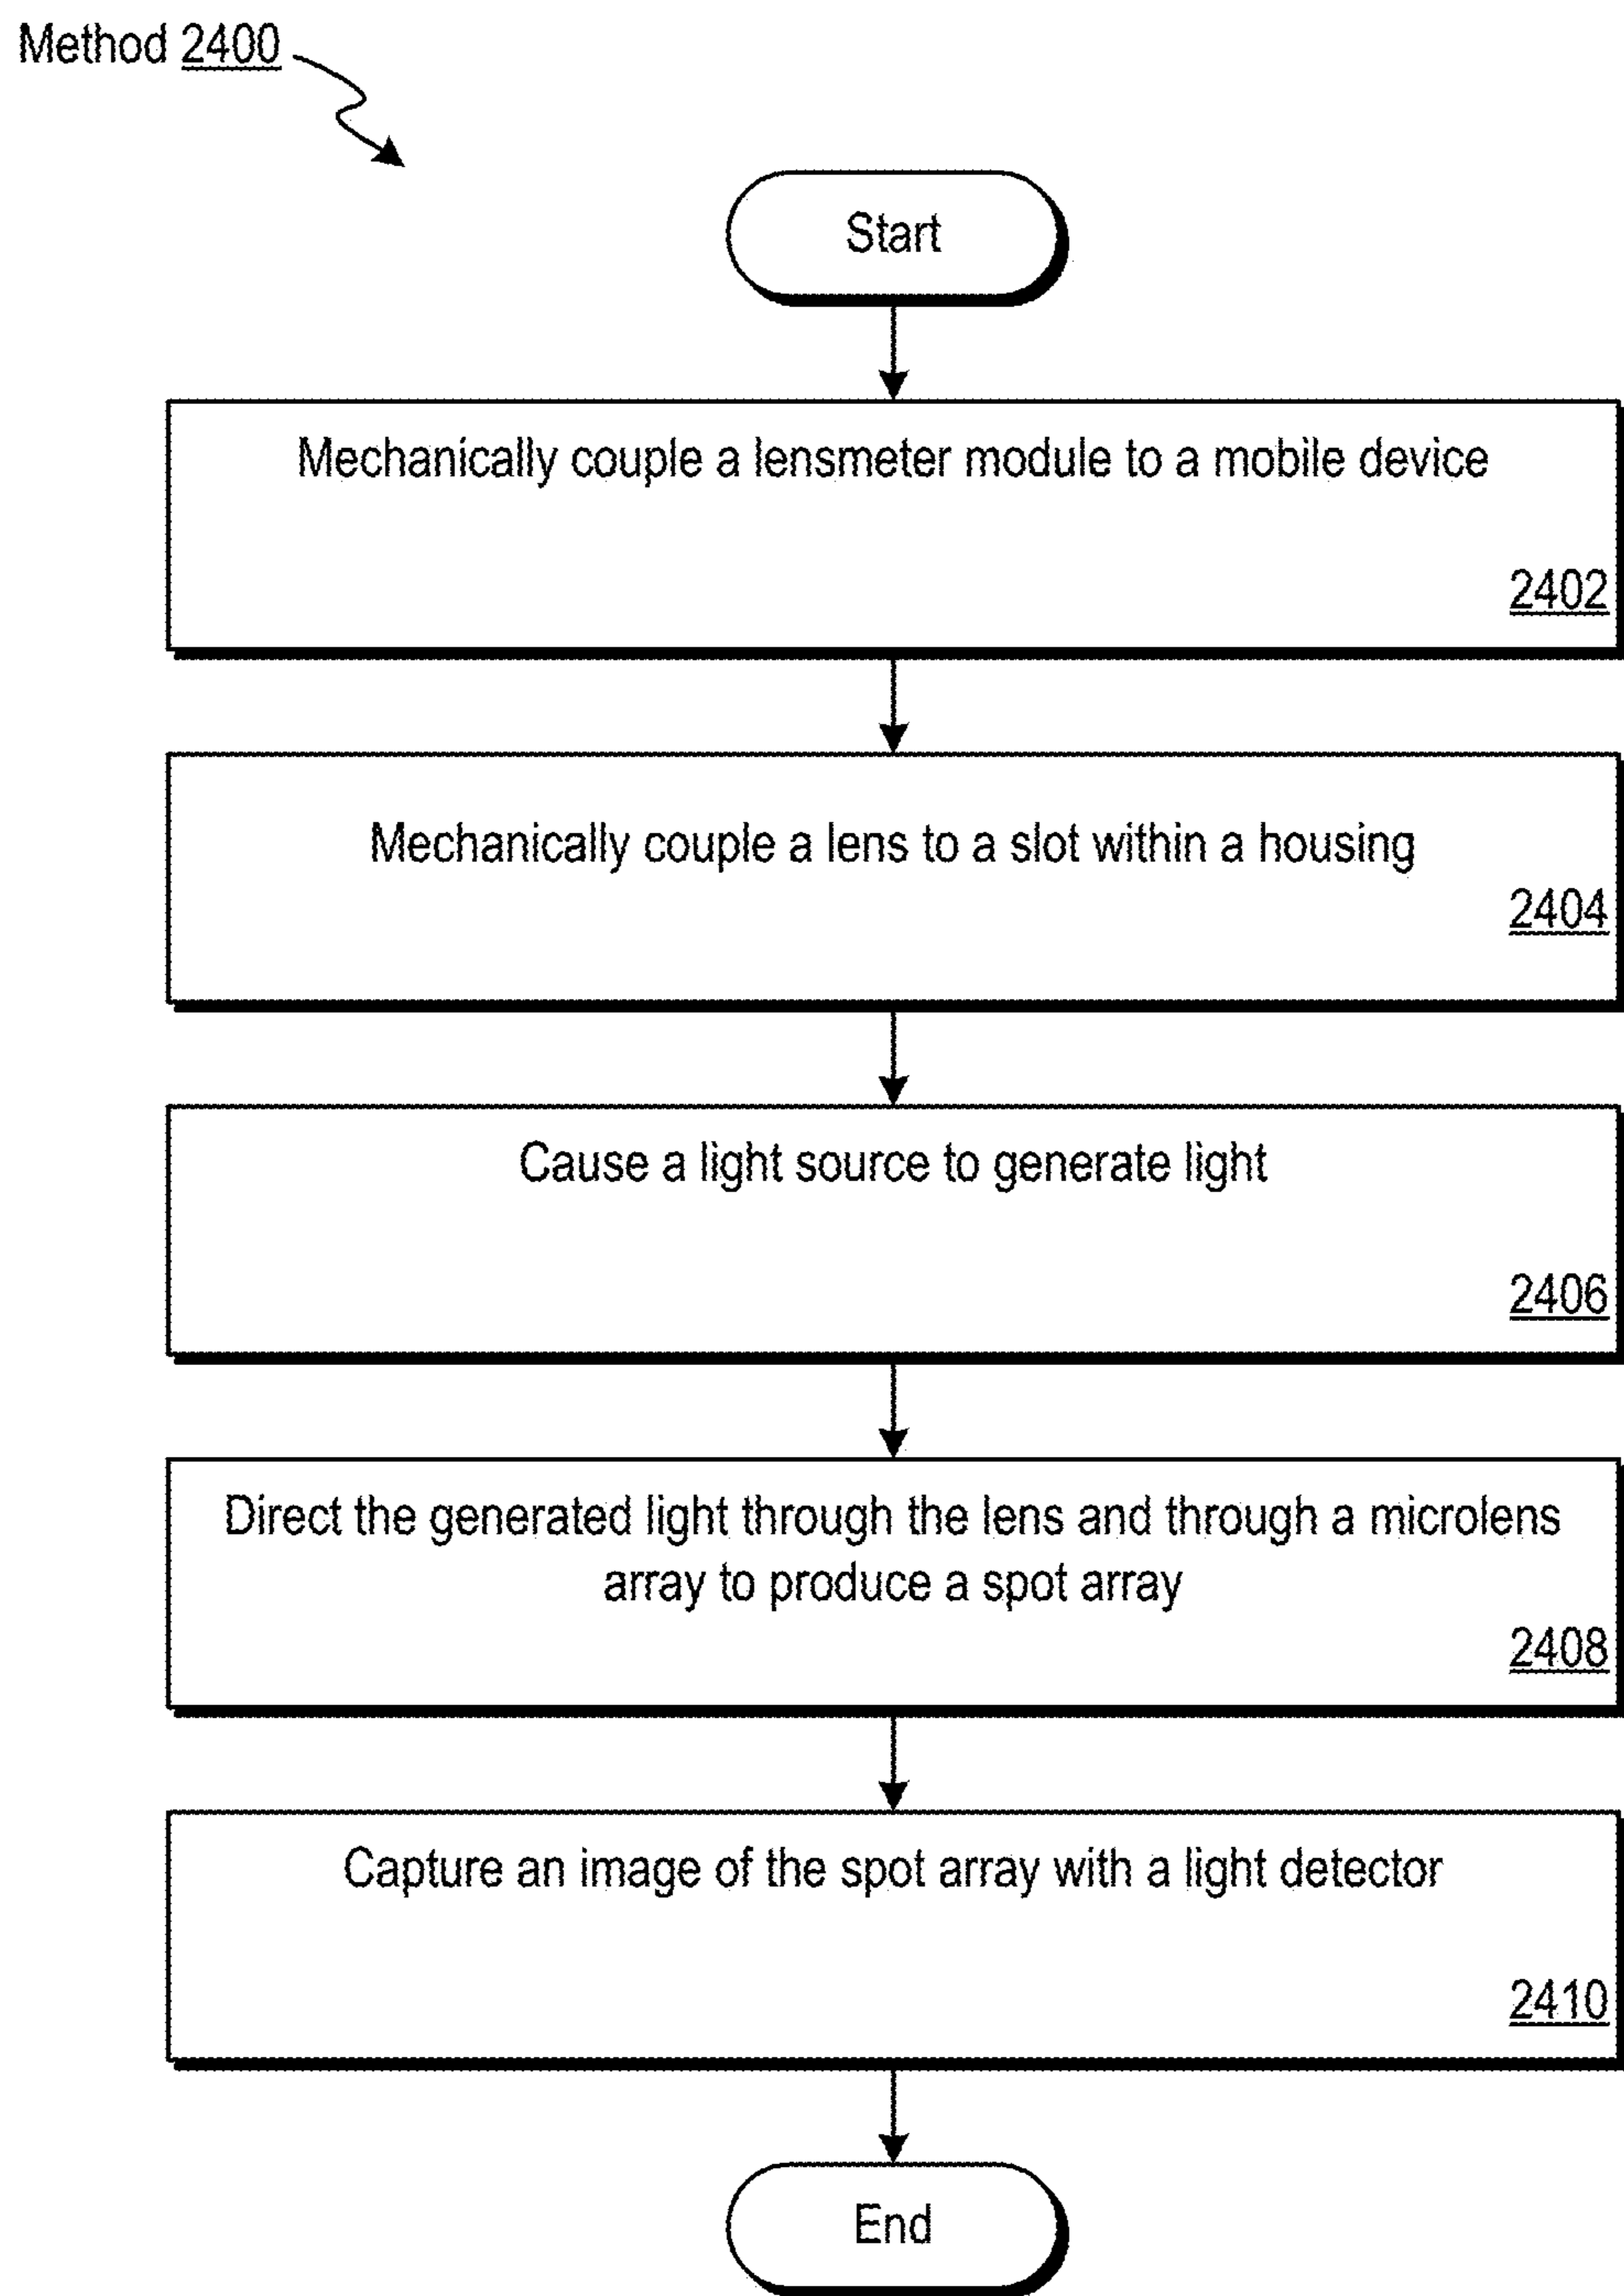 Method 2400
Start
Mechanically couple a lensmeter module to a mobile device
2402
Mechanically couple a lens to a slot within a housing
2404
Cause a light source to generate light
2406
Direct the generated light through the lens and through a microlens
array to produce a spot array
2408
Capture an image of the spot array with a light detector
2410
End